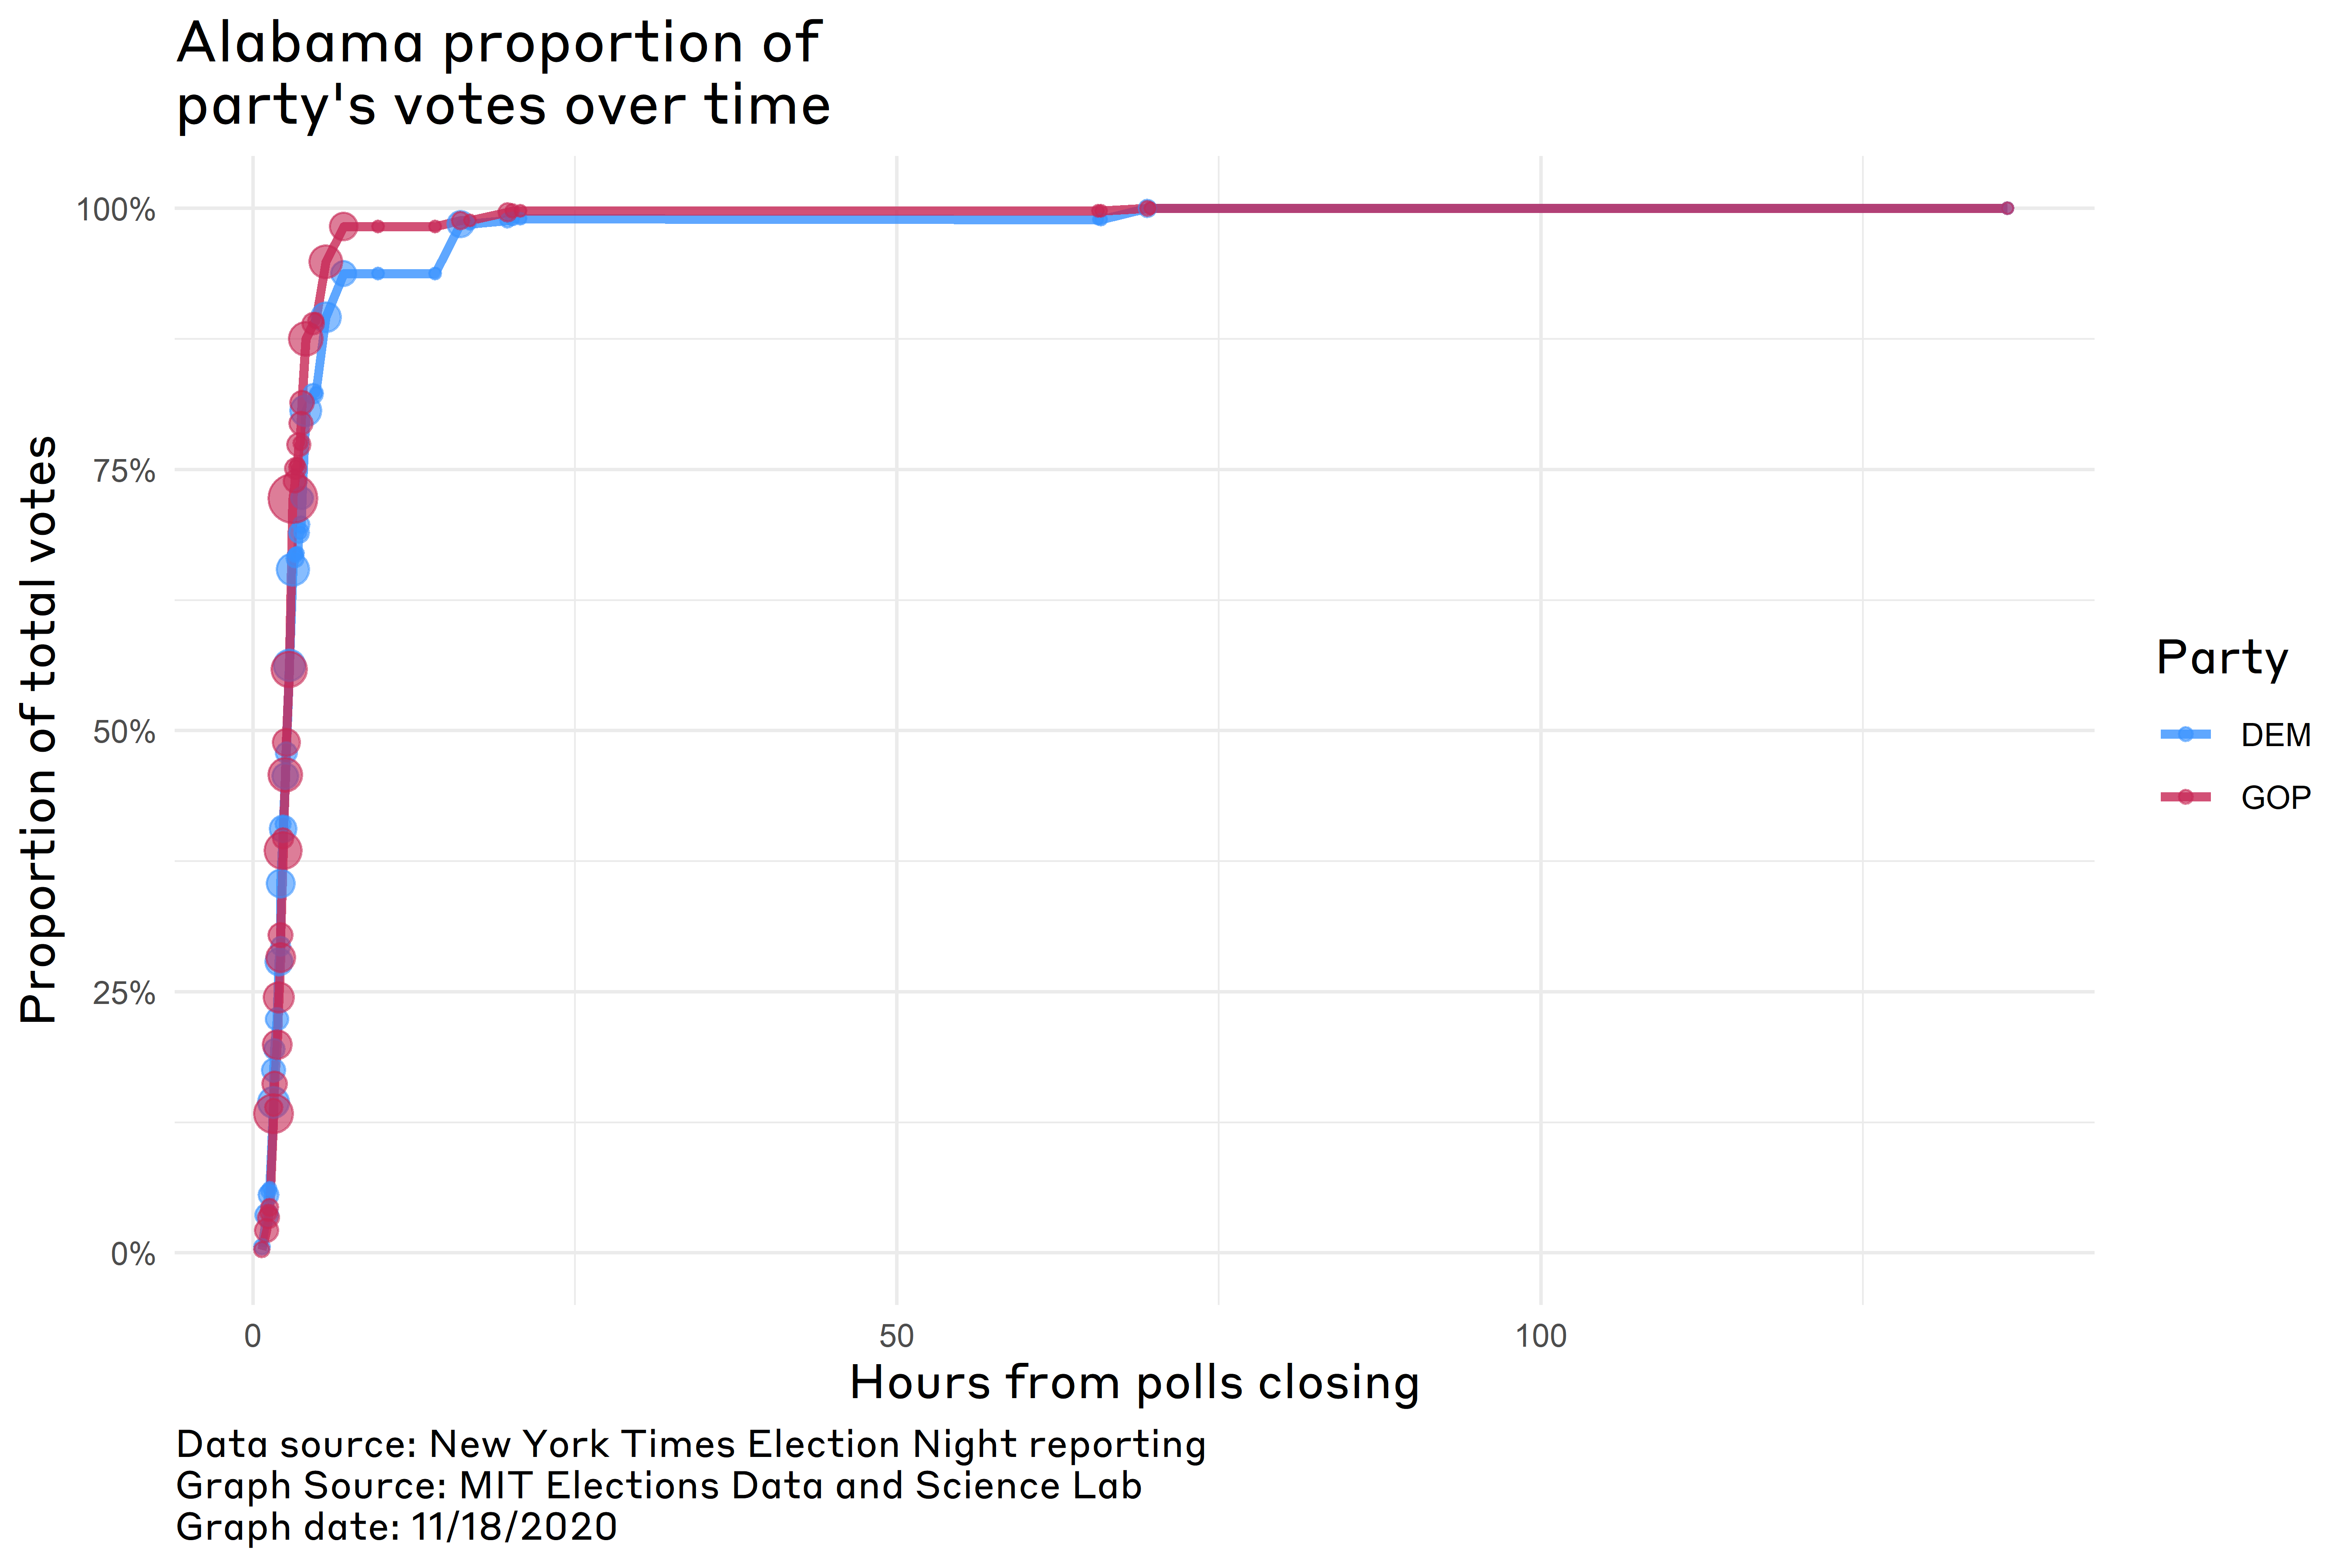 Alabama proportion of
party's votes over time
Proportion of total votes
100%
75%
50%
25%
0%
0
50
100
Hours from polls closing
Party
DEM
GOP
Data source: New York Times Election Night reporting
Graph Source: MIT Elections Data and Science Lab
Graph date: 11/18/2020